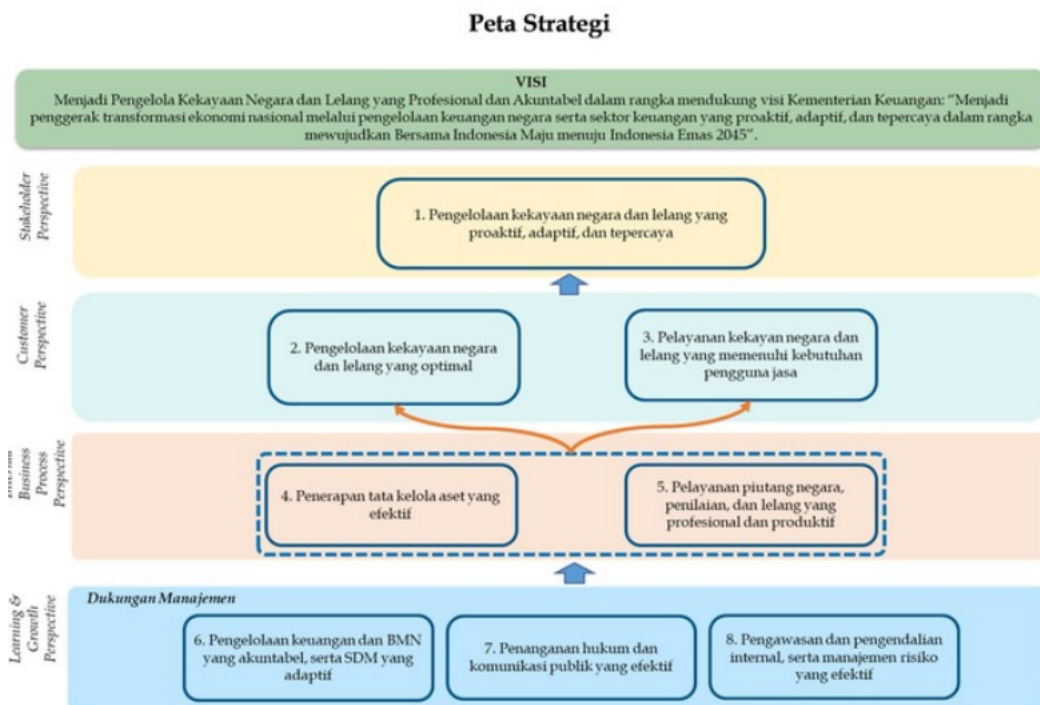 Peta Strategi
VISI
Menjadi Pengelola Kekayaan Negara dan Lelang yang Profesional dan Akuntabel dalam rangka mendukung visi Kementerian Keuangan: "Menjadi
penggerak transformasi ekonomi nasional melalui pengelolaan keuangan negara serta sektor keuangan yang proaktif, adaptif, dan tepercaya dalam rangka
mewujudkan Bersama Indonesia Maju menuju Indonesia Emas 2045".
Stakeholder
Perspective
1. Pengelolaan kekayaan negara dan lelang yang
proaktif, adaptif, dan tepercaya
Customer
Perspective
2. Pengelolaan kekayaan negara
dan lelang yang optimal
3. Pelayanan kekayan negara dan
lelang yang memenuhi kebutuhan
pengguna jasa
Business
Process
Perspective
4. Penerapan tata kelola aset yang
efektif
5. Pelayanan piutang negara,
penilaian, dan lelang yang
profesional dan produktif
Learning &
Growth
Perspective
Dukungan Manajemen
6. Pengelolaan keuangan dan BMN
yang akuntabel, serta SDM yang
adaptif
7. Penanganan hukum dan
komunikasi publik yang efektif
8. Pengawasan dan pengendalian
internal, serta manajemen risiko
yang efektif